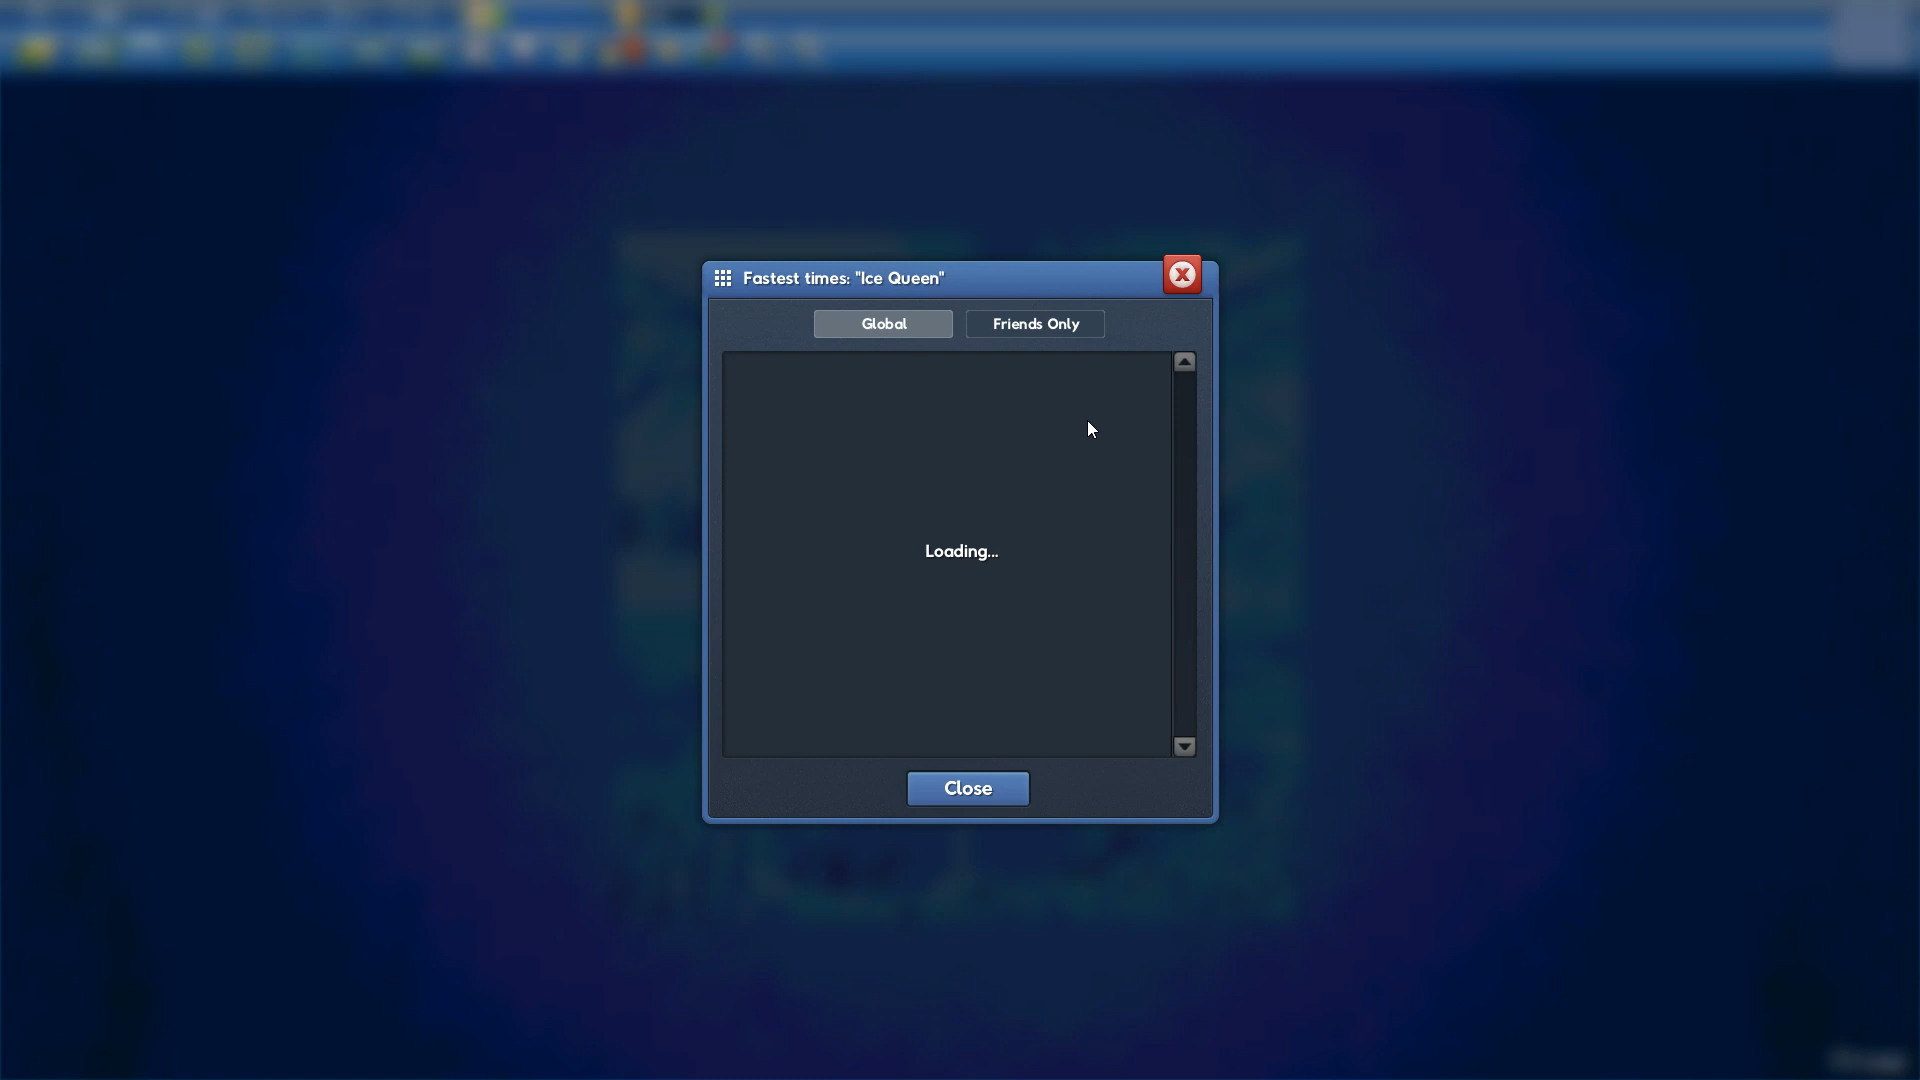 Fastest times: "Ice Queen"
Global
Friends Only
Loading...
Close